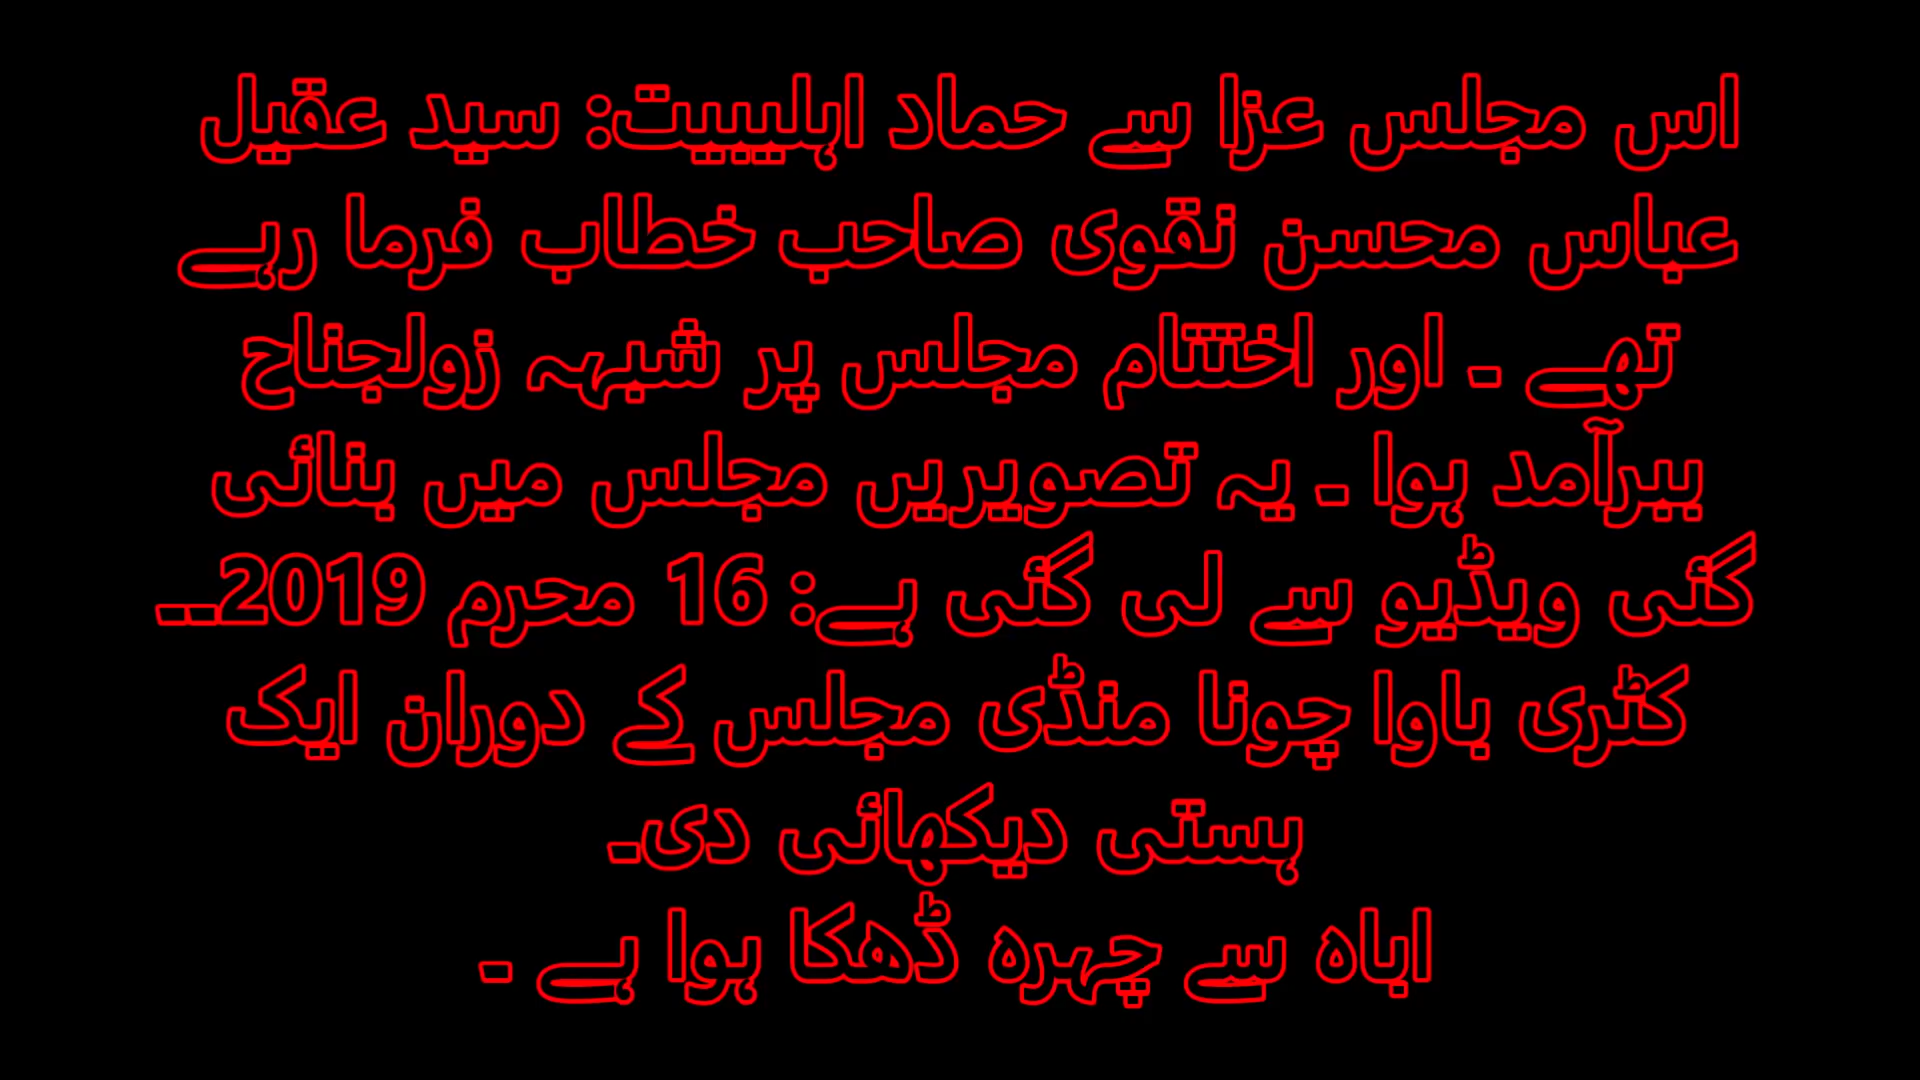 اس مجلس عزا سے حماد اہلیبیت: سید عقیل
عباس محسن نقوی صاحب خطاب فرما رہے
تھے ۔ اور اختتام مجلس پر شبہہ زولجناح
ببرآمد ہوا ۔ یہ تصویریں مجلس میں بنائی
گئی ویڈیو سے لی گئی ہے: 16 محرم 2019۔۔
کٹری باوا چونا منڈی مجلس کے دوران ایک
ہستی دیکھائی دی۔
اباہ سے چہرہ ڈھکا ہوا ہے ۔